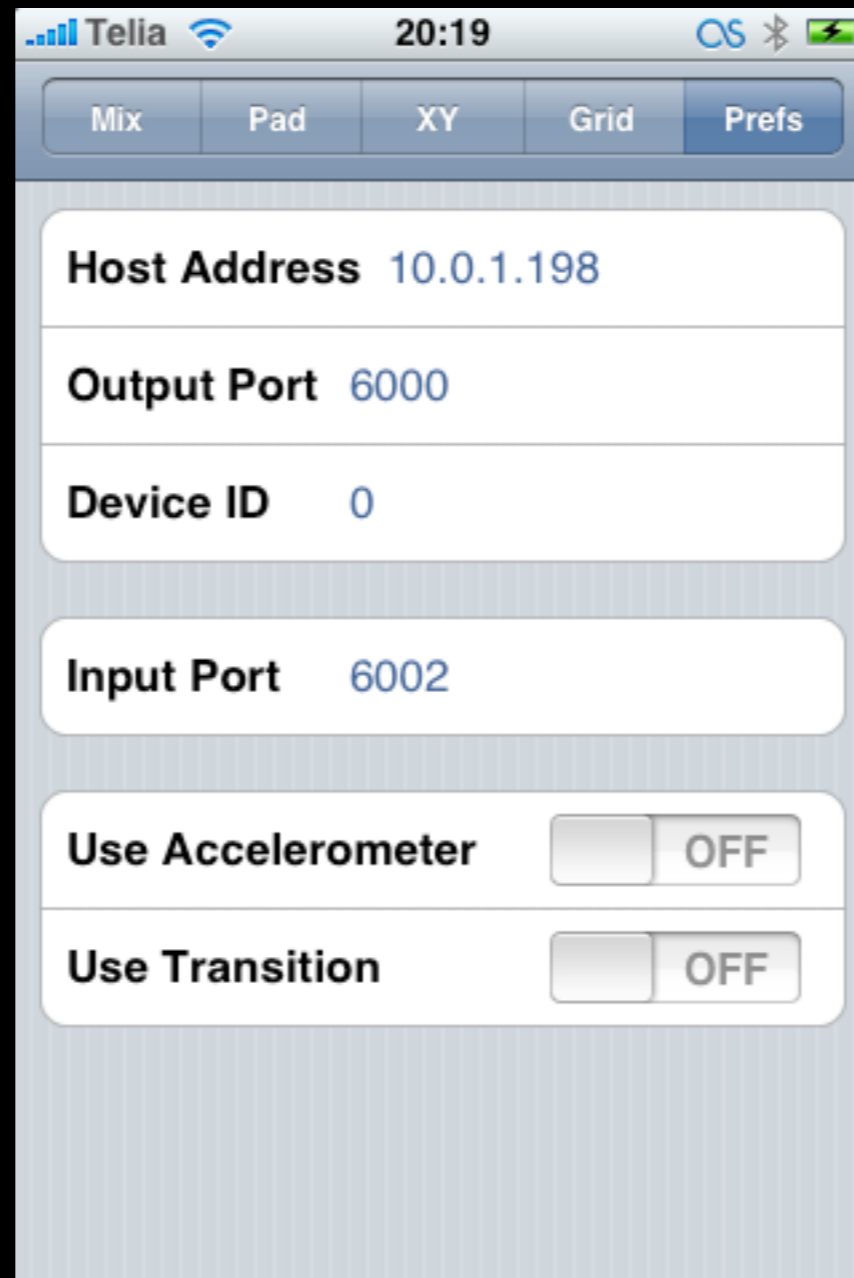 Telia 20:19
Mix Pad XY Grid Prefs
Host Address 10.0.1.198
Output Port 6000
Device ID 0
Input Port 6002
Use Accelerometer OFF
Use Transition OFF